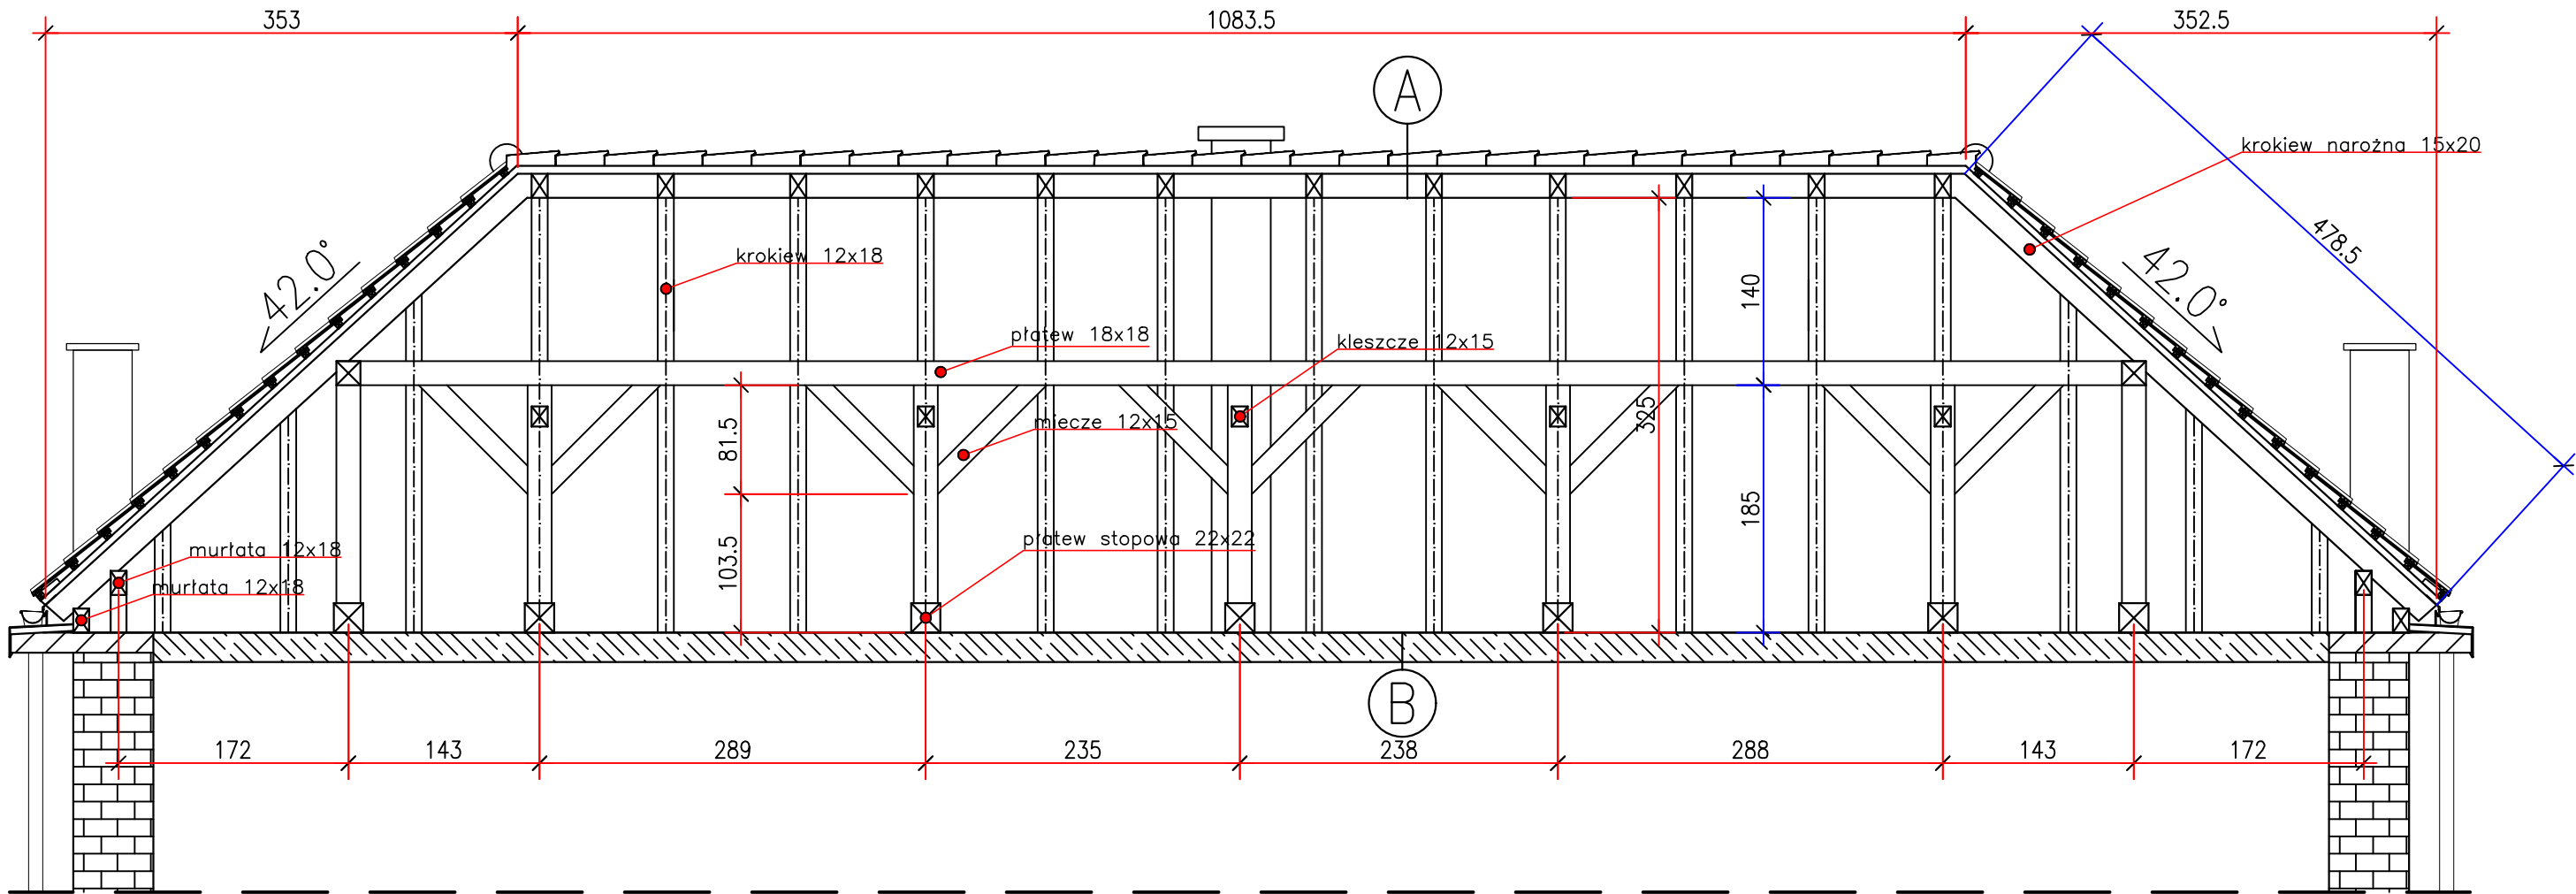 353
1083.5
352.5
A
krokiew narożna 15x20
478.5
42.0°
42.0°
krokiew 12x18
140
płatew 18x18
kleszcze 12x15
325
81.5
miecze 12x15
185
103.5
płatew stopowa 22x22
murłata 12x18
murłata 12x18
B
172
143
289
235
238
288
143
172